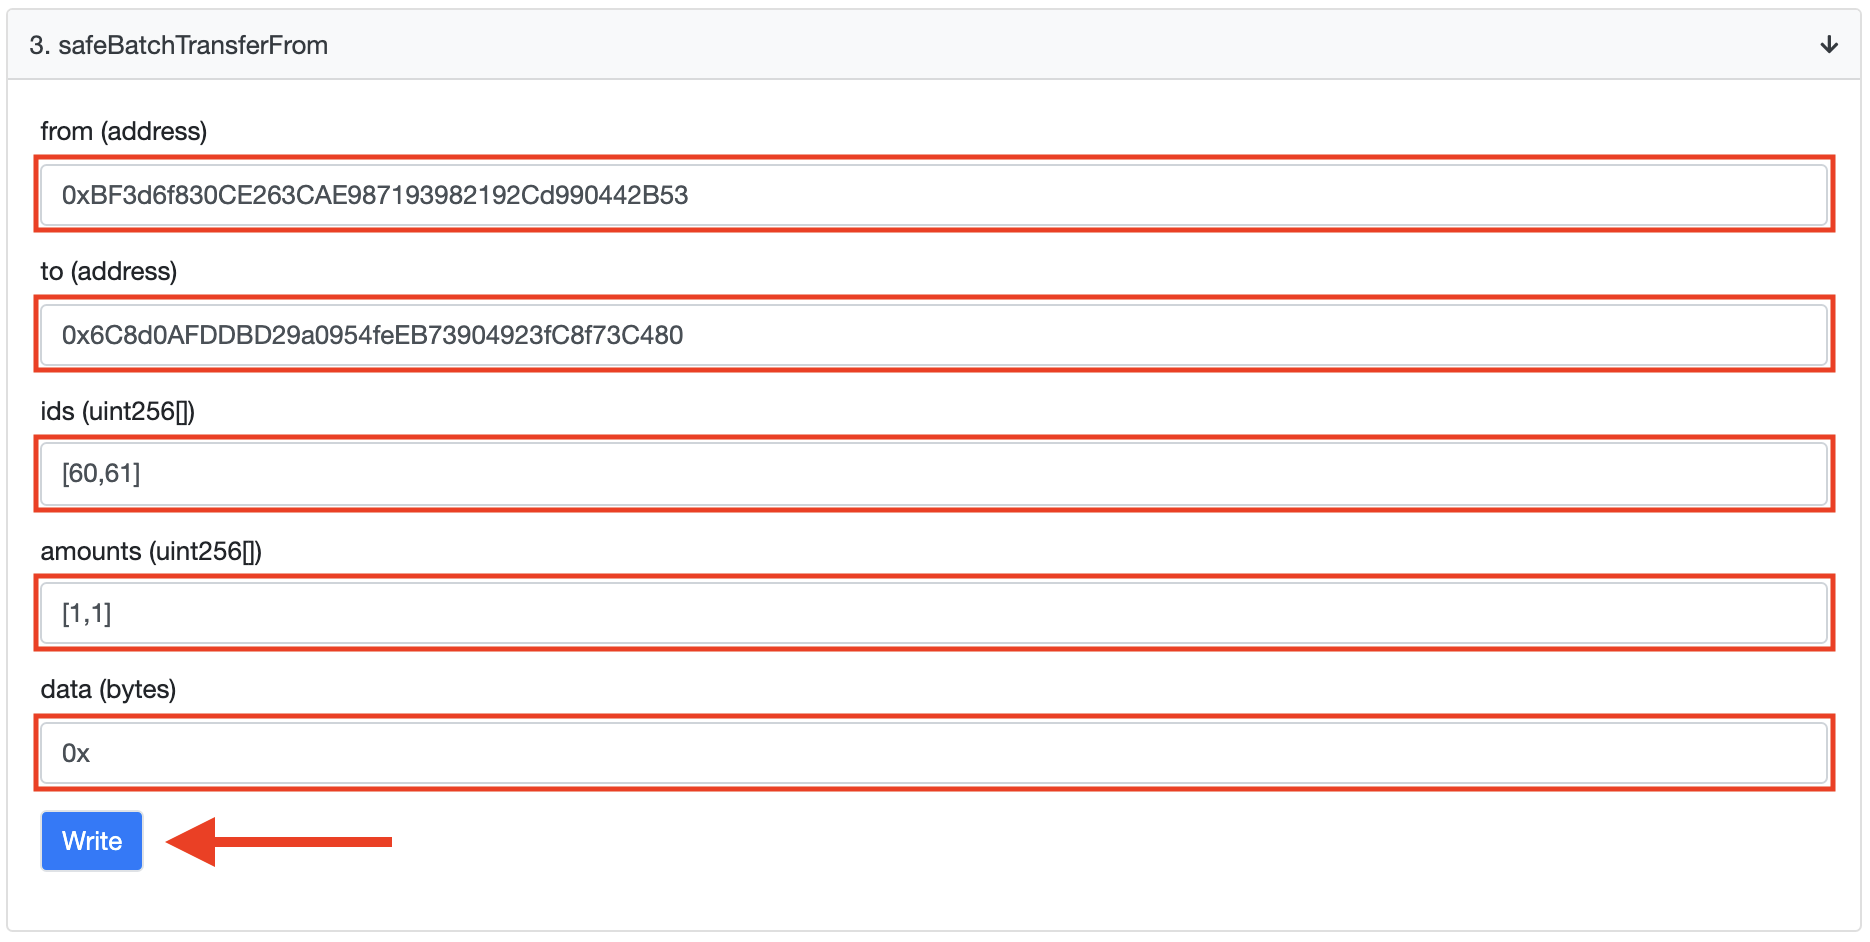 3. safeBatchTransferFrom
from (address)
0xBF3d6f830CE263CAE987193982192Cd990442B53
to (address)
0x6C8d0AFDDBD29a0954feEB73904923fC8f73C480
ids (uint256[])
[60,61]
amounts (uint256[])
[1,1]
data (bytes)
0x
Write